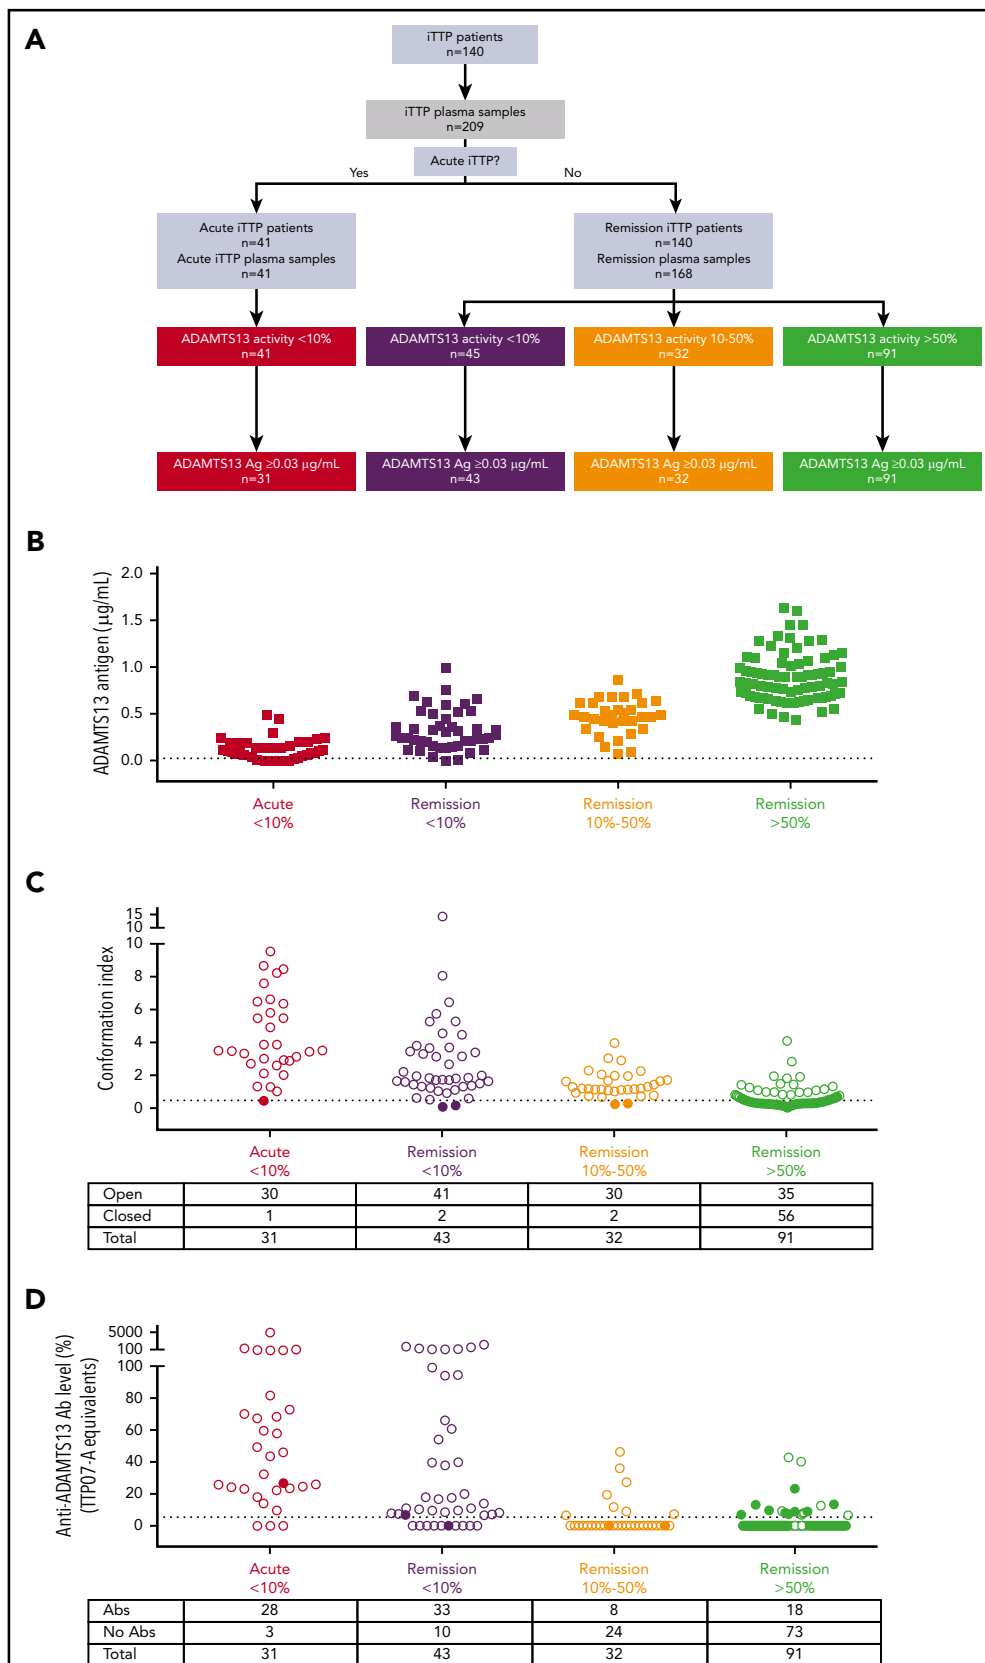 A
iTTP patients
n=140
iTTP plasma samples
n=209
Acute iTTP?
Yes
No
Acute iTTP patients
n=41
Acute iTTP plasma samples
n=41
Remission iTTP patients
n=140
Remission plasma samples
n=168
ADAMTS13 activity <10%
n=41
ADAMTS13 activity <10%
n=45
ADAMTS13 activity 10-50%
n=32
ADAMTS13 activity >50%
n=91
ADAMTS13 Ag ≥0.03 μg/mL
n=31
ADAMTS13 Ag ≥0.03 μg/mL
n=43
ADAMTS13 Ag ≥0.03 μg/mL
n=32
ADAMTS13 Ag ≥0.03 μg/mL
n=91
B
ADAMTS13 antigen (μg/mL)
2.0
1.5
1.0
0.5
0.0
Acute
<10%
Remission
<10%
Remission
10%-50%
Remission
>50%
C
Conformation index
15
10
10
8
6
4
2
0
Acute
<10%
Remission
<10%
Remission
10%-50%
Remission
>50%
Open 30 41 30 35
Closed 1 2 2 56
Total 31 43 32 91
D
Anti-ADAMTS13 Ab level (%)
(TTP07-A equivalents)
5000
100
100
80
60
40
20
0
Acute
<10%
Remission
<10%
Remission
10%-50%
Remission
>50%
Abs 28 33 8 18
No Abs 3 10 24 73
Total 31 43 32 91